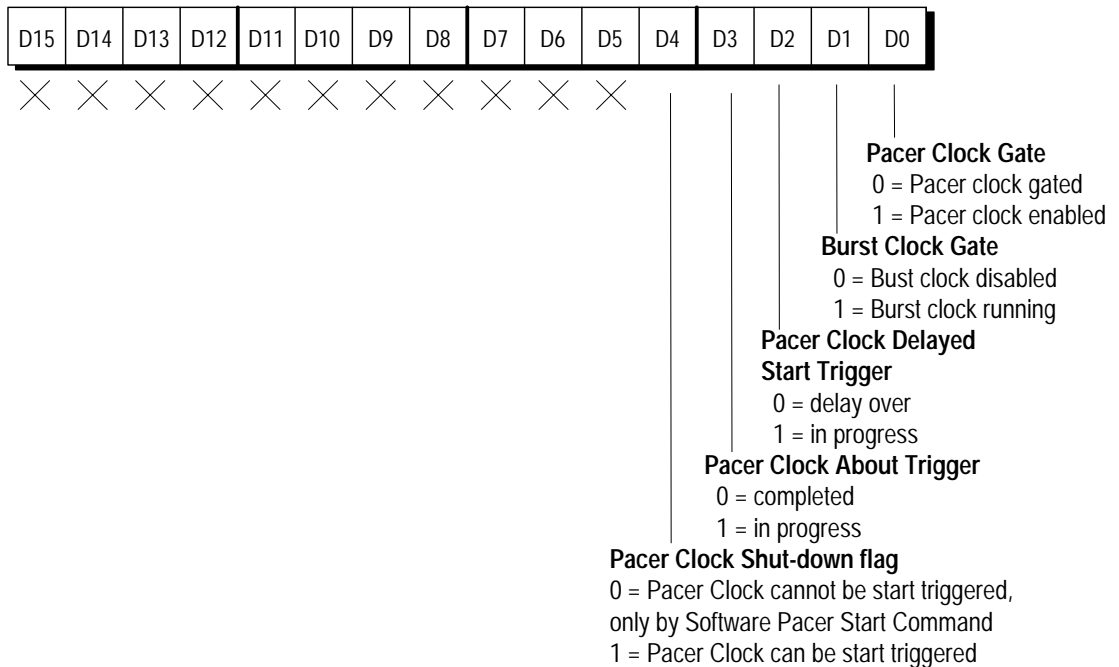 D15 D14 D13 D12 D11 D10 D9 D8 D7 D6 D5 D4 D3 D2 D1 D0
Pacer Clock Gate
0 = Pacer clock gated
1 = Pacer clock enabled
Burst Clock Gate
0 = Bust clock disabled
1 = Burst clock running
Pacer Clock Delayed
Start Trigger
0 = delay over
1 = in progress
Pacer Clock About Trigger
0 = completed
1 = in progress
Pacer Clock Shut-down flag
0 = Pacer Clock cannot be start triggered,
only by Software Pacer Start Command
1 = Pacer Clock can be start triggered